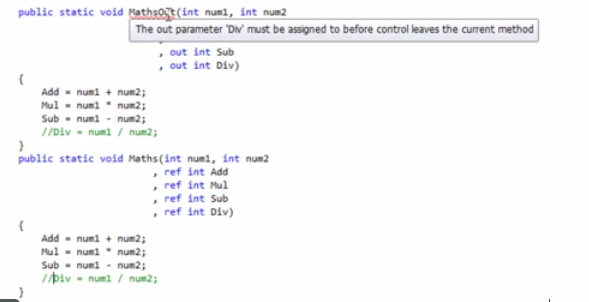 public static void MathsOut(int num1, int num2
The out parameter 'Div' must be assigned to before control leaves the current method
, out int Sub
, out int Div)
{
Add = num1 + num2;
Mul = num1 * num2;
Sub = num1 - num2;
//Div = num1 / num2;
}
public static void Maths(int num1, int num2
, ref int Add
, ref int Mul
, ref int Sub
, ref int Div)
{
Add = num1 + num2;
Mul = num1 * num2;
Sub = num1 - num2;
//Div = num1 / num2;
}